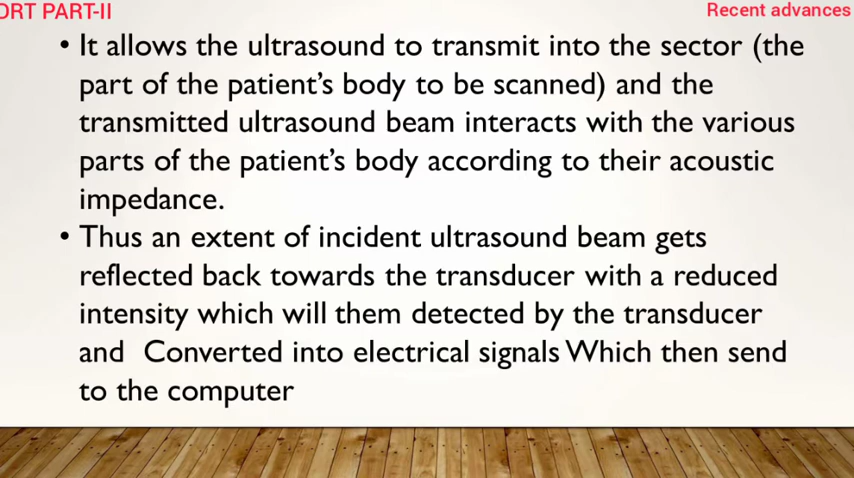 ORT PART-II
Recent advances
• It allows the ultrasound to transmit into the sector (the
part of the patient's body to be scanned) and the
transmitted ultrasound beam interacts with the various
parts of the patient's body according to their acoustic
impedance.
• Thus an extent of incident ultrasound beam gets
reflected back towards the transducer with a reduced
intensity which will them detected by the transducer
and Converted into electrical signals Which then send
to the computer